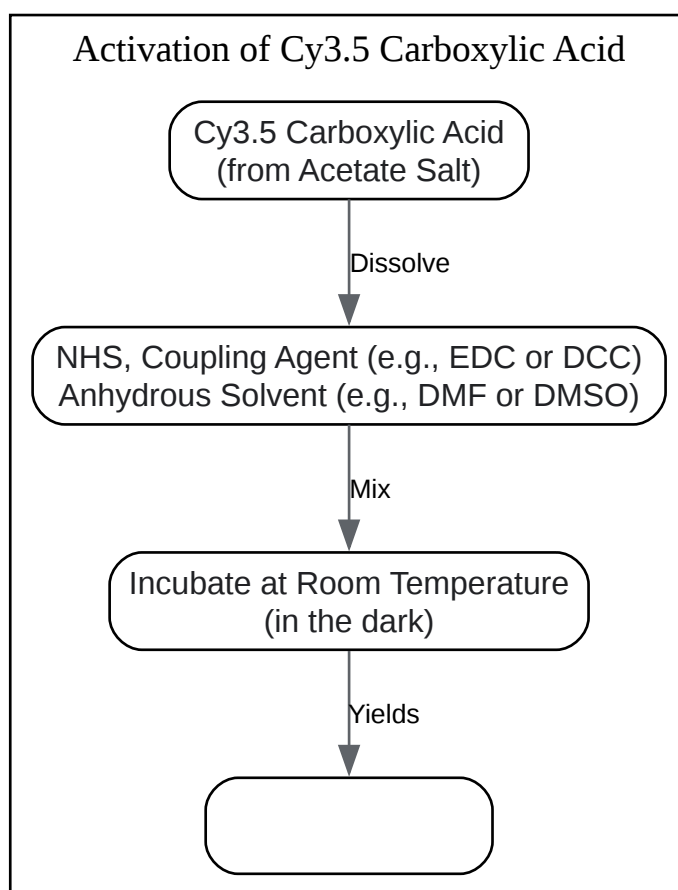 Activation of Cy3.5 Carboxylic Acid
Cy3.5 Carboxylic Acid
(from Acetate Salt)
Dissolve
NHS, Coupling Agent (e.g., EDC or DCC)
Anhydrous Solvent (e.g., DMF or DMSO)
Mix
Incubate at Room Temperature
(in the dark)
Yields